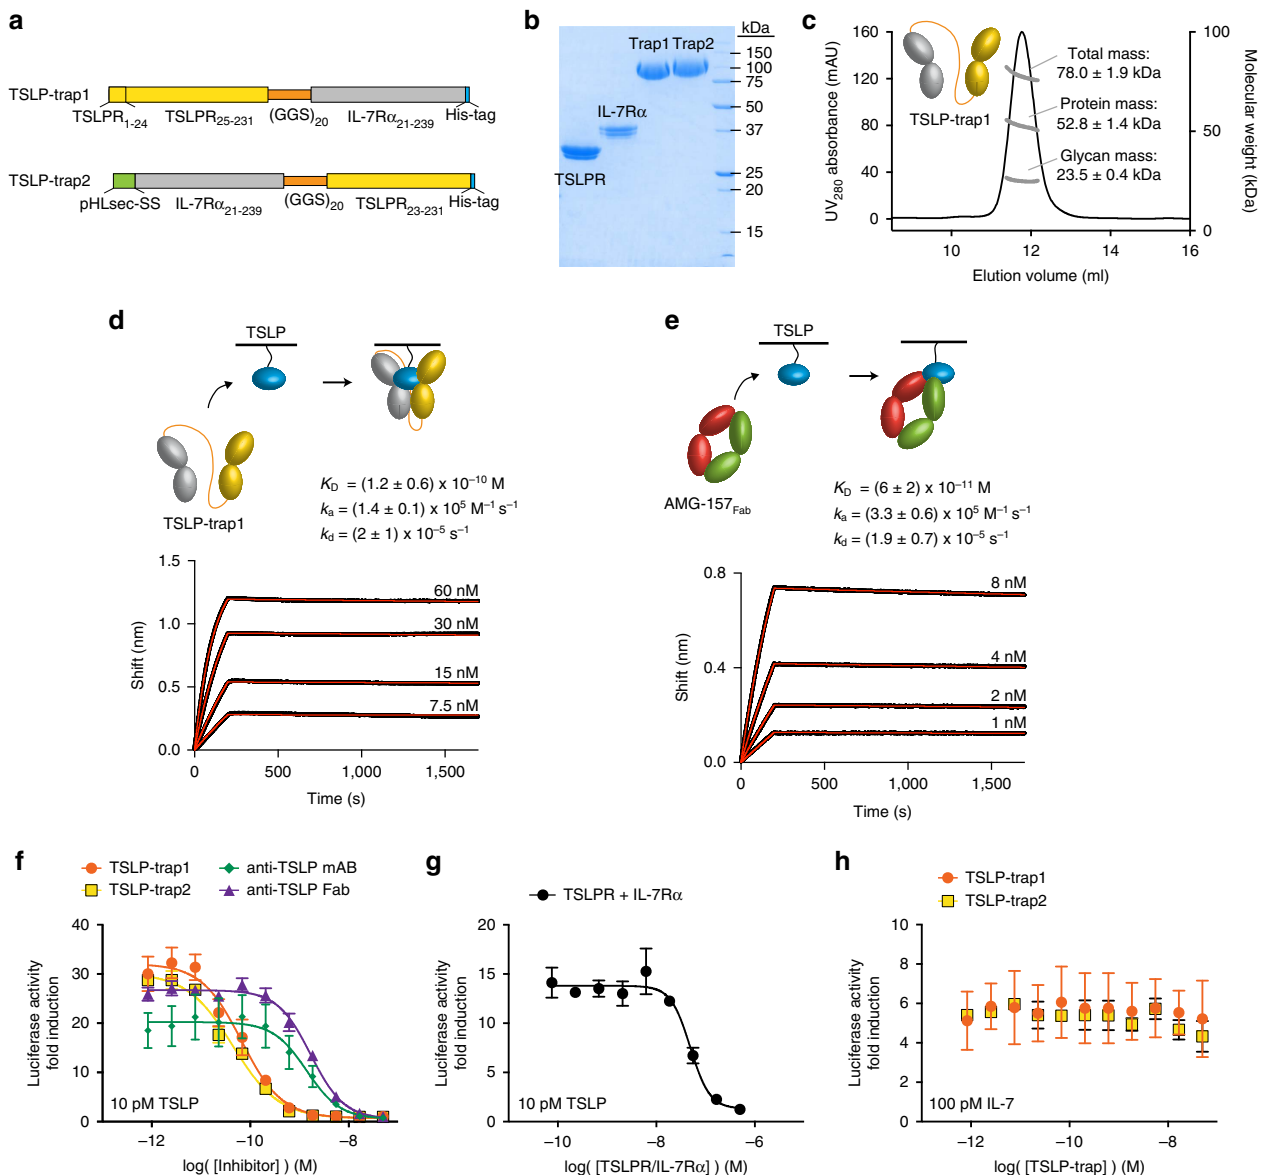 a
TSLP-trap1
TSLPR1-24
TSLPR25-231
(GGS)20
IL-7Rα21-239
His-tag
TSLP-trap2
pHLsec-SS
IL-7Rα21-239
(GGS)20
TSLPR23-231
His-tag
b
kDa
Trap1 Trap2
IL-7Rα
TSLPR
150
100
75
50
37
25
20
15
c
UV280 absorbance (mAU)
160
120
80
40
0
TSLP-trap1
Total mass:
78.0 ± 1.9 kDa
Protein mass:
52.8 ± 1.4 kDa
Glycan mass:
23.5 ± 0.4 kDa
100
50
0
Molecular weight (kDa)
10 12 14 16
Elution volume (ml)
d
TSLP
TSLP-trap1
KD = (1.2 ± 0.6) x 10−10 M
ka = (1.4 ± 0.1) x 105 M−1 s−1
kd = (2 ± 1) x 10−5 s−1
Shift (nm)
1.5
1.0
0.5
0.0
60 nM
30 nM
15 nM
7.5 nM
0 500 1,000 1,500
Time (s)
e
TSLP
AMG-157Fab
KD = (6 ± 2) x 10−11 M
ka = (3.3 ± 0.6) x 105 M−1 s−1
kd = (1.9 ± 0.7) x 10−5 s−1
Shift (nm)
0.8
0.4
0.0
8 nM
4 nM
2 nM
1 nM
0 500 1,000 1,500
Time (s)
f
TSLP-trap1
TSLP-trap2
anti-TSLP mAB
anti-TSLP Fab
Luciferase activity
fold induction
40
30
20
10
0
10 pM TSLP
−12 −10 −8
log( [Inhibitor] ) (M)
g
TSLPR + IL-7Rα
Luciferase activity
fold induction
20
15
10
5
0
10 pM TSLP
−10 −8 −6
log( [TSLPR/IL-7Rα] ) (M)
h
TSLP-trap1
TSLP-trap2
Luciferase activity
fold induction
10
8
6
4
2
0
100 pM IL-7
−12 −10 −8
log( [TSLP-trap] ) (M)